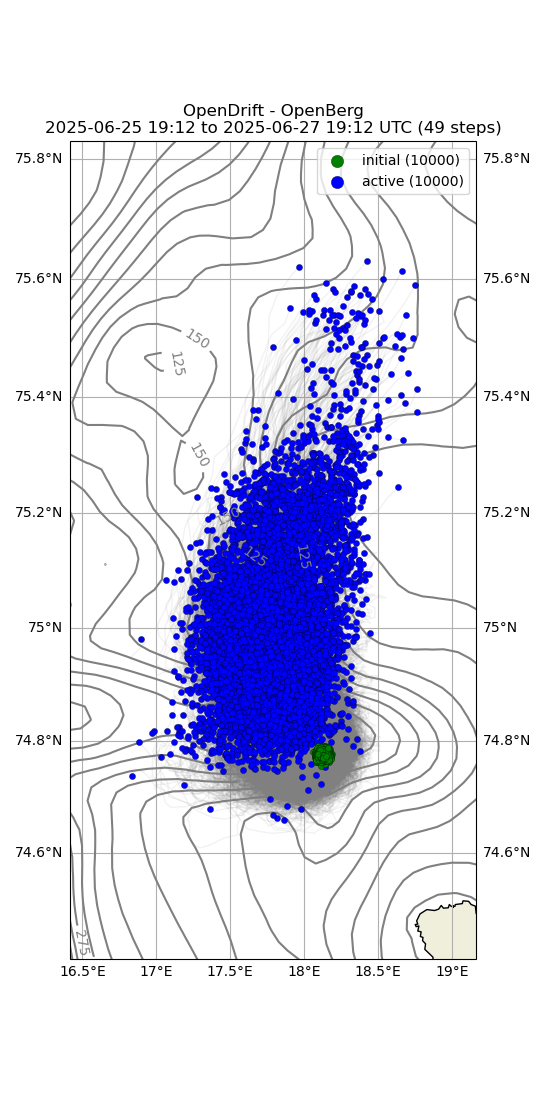 OpenDrift - OpenBerg
2025-06-25 19:12 to 2025-06-27 19:12 UTC (49 steps)
initial (10000)
active (10000)
75.8°N 75.8°N
75.6°N 75.6°N
150
125
75.4°N 75.4°N
150
75.2°N 75.2°N
125
125
75°N 75°N
74.8°N 74.8°N
74.6°N 74.6°N
275
16.5°E 17°E 17.5°E 18°E 18.5°E 19°E